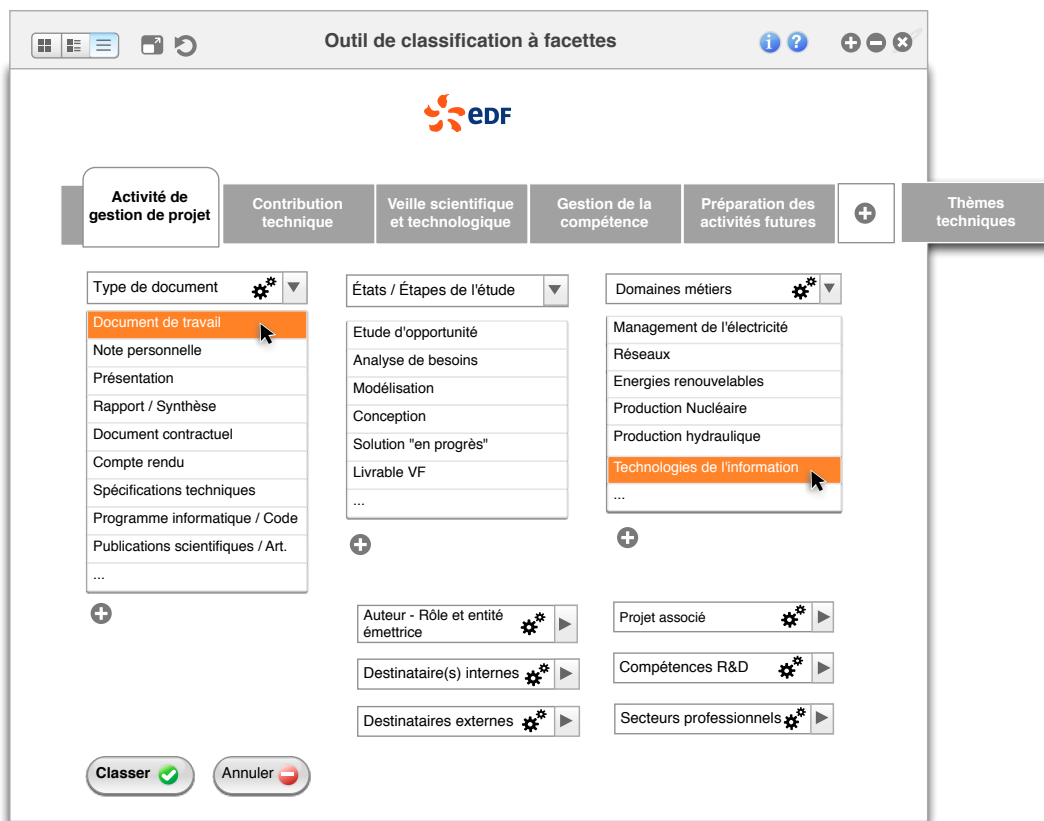 Outil de classification à facettes
eDF
Activité de
gestion de projet
Contribution
technique
Veille scientifique
et technologique
Gestion de la
compétence
Préparation des
activités futures
Thèmes
techniques
Type de document
Document de travail
Note personnelle
Présentation
Rapport / Synthèse
Document contractuel
Compte rendu
Spécifications techniques
Programme informatique / Code
Publications scientifiques / Art.
...
États / Étapes de l'étude
Etude d'opportunité
Analyse de besoins
Modélisation
Conception
Solution "en progrès"
Livrable VF
...
Domaines métiers
Management de l'électricité
Réseaux
Energies renouvelables
Production Nucléaire
Production hydraulique
Technologies de l'information
...
Auteur - Rôle et entité
émettrice
Destinataire(s) internes
Destinataires externes
Projet associé
Compétences R&D
Secteurs professionnels
Classer
Annuler